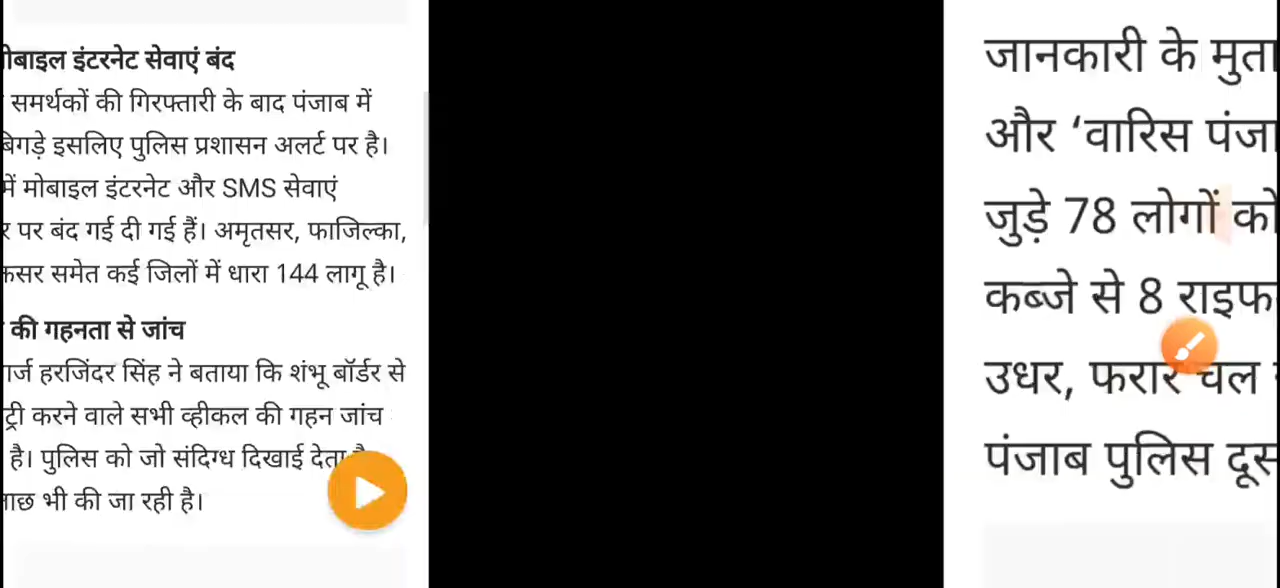 मोबाइल इंटरनेट सेवाएं बंद
समर्थकों की गिरफ्तारी के बाद पंजाब में
बिगड़े इसलिए पुलिस प्रशासन अलर्ट पर है।
में मोबाइल इंटरनेट और SMS सेवाएं
पर बंद गई दी गई हैं। अमृतसर, फाजिल्का,
समेत कई जिलों में धारा 144 लागू है।
की गहनता से जांच
हरजिंदर सिंह ने बताया कि शंभू बॉर्डर से
करने वाले सभी व्हीकल की गहन जांच
है। पुलिस को जो संदिग्ध दिखाई देता है
भी की जा रही है।
जानकारी के मुता
और ‘वारिस पंजा
जुड़े 78 लोगों को
कब्जे से 8 राइफ
उधर, फरार चल
पंजाब पुलिस दूस